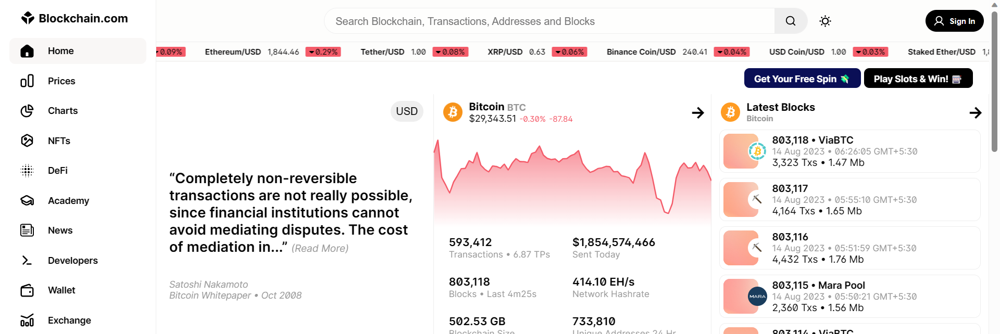 Blockchain.com
Search Blockchain, Transactions, Addresses and Blocks
Sign In
Home
Prices
Charts
NFTs
DeFi
Academy
News
Developers
Wallet
Exchange
0.09% Ethereum/USD 1,844.46 0.29% Tether/USD 1.00 0.08% XRP/USD 0.63 0.06% Binance Coin/USD 240.41 0.04% USD Coin/USD 1.00 0.03% Staked Ether/USD
Get Your Free Spin 💸 Play Slots & Win! 🎰
USD
“Completely non-reversible
transactions are not really possible,
since financial institutions cannot
avoid mediating disputes. The cost
of mediation in...” (Read More)
Satoshi Nakamoto
Bitcoin Whitepaper • Oct 2008
Bitcoin BTC
$29,343.51 -0.30% -87.84
593,412
Transactions • 6.87 TPs
$1,854,574,466
Sent Today
803,118
Blocks • Last 4m25s
414.10 EH/s
Network Hashrate
502.53 GB
Blockchain Size
733,810
Unique Addresses 24 Hr
Latest Blocks
Bitcoin
803,118 • ViaBTC
14 Aug 2023 • 06:26:05 GMT+5:30
3,323 Txs • 1.47 Mb
803,117
14 Aug 2023 • 05:55:10 GMT+5:30
4,164 Txs • 1.65 Mb
803,116
14 Aug 2023 • 05:51:59 GMT+5:30
4,432 Txs • 1.76 Mb
MARA
803,115 • Mara Pool
14 Aug 2023 • 05:50:21 GMT+5:30
2,360 Txs • 1.56 Mb
803,114 • ViaBTC